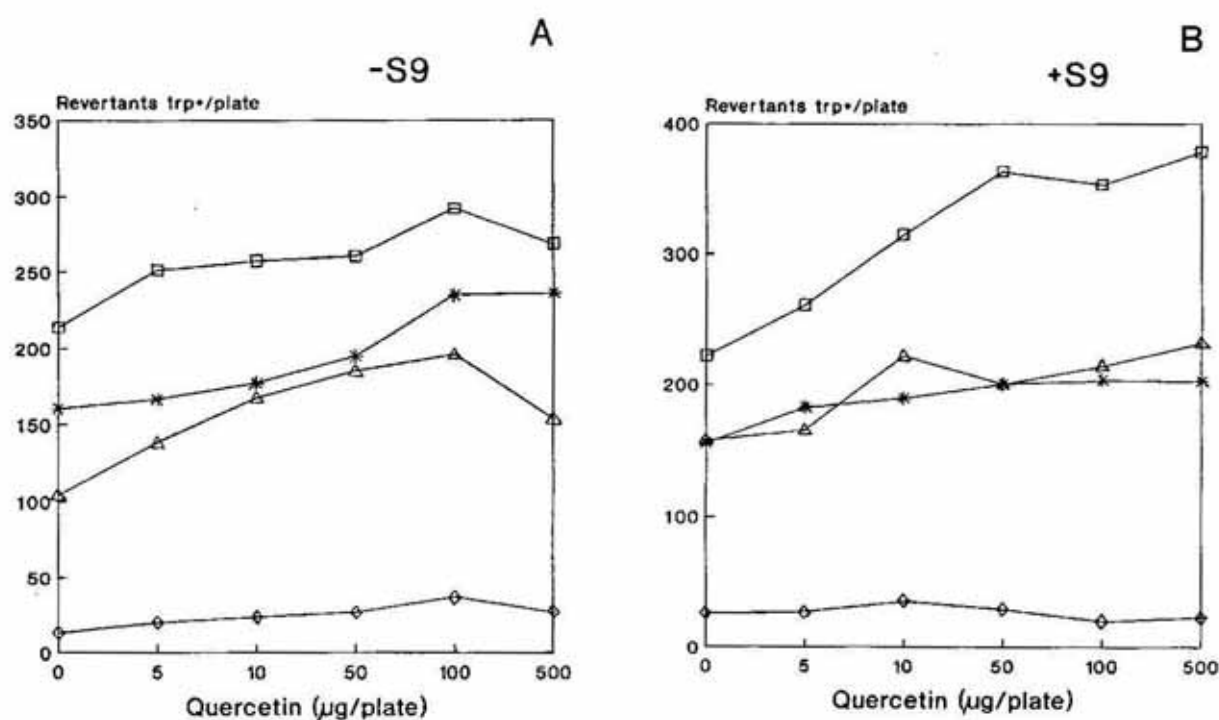 A
-S9
Revertants trp+/plate
350
300
250
200
150
100
50
0
0 5 10 50 100 500
Quercetin (µg/plate)
B
+S9
Revertants trp+/plate
400
300
200
100
0
0 5 10 50 100 500
Quercetin (µg/plate)